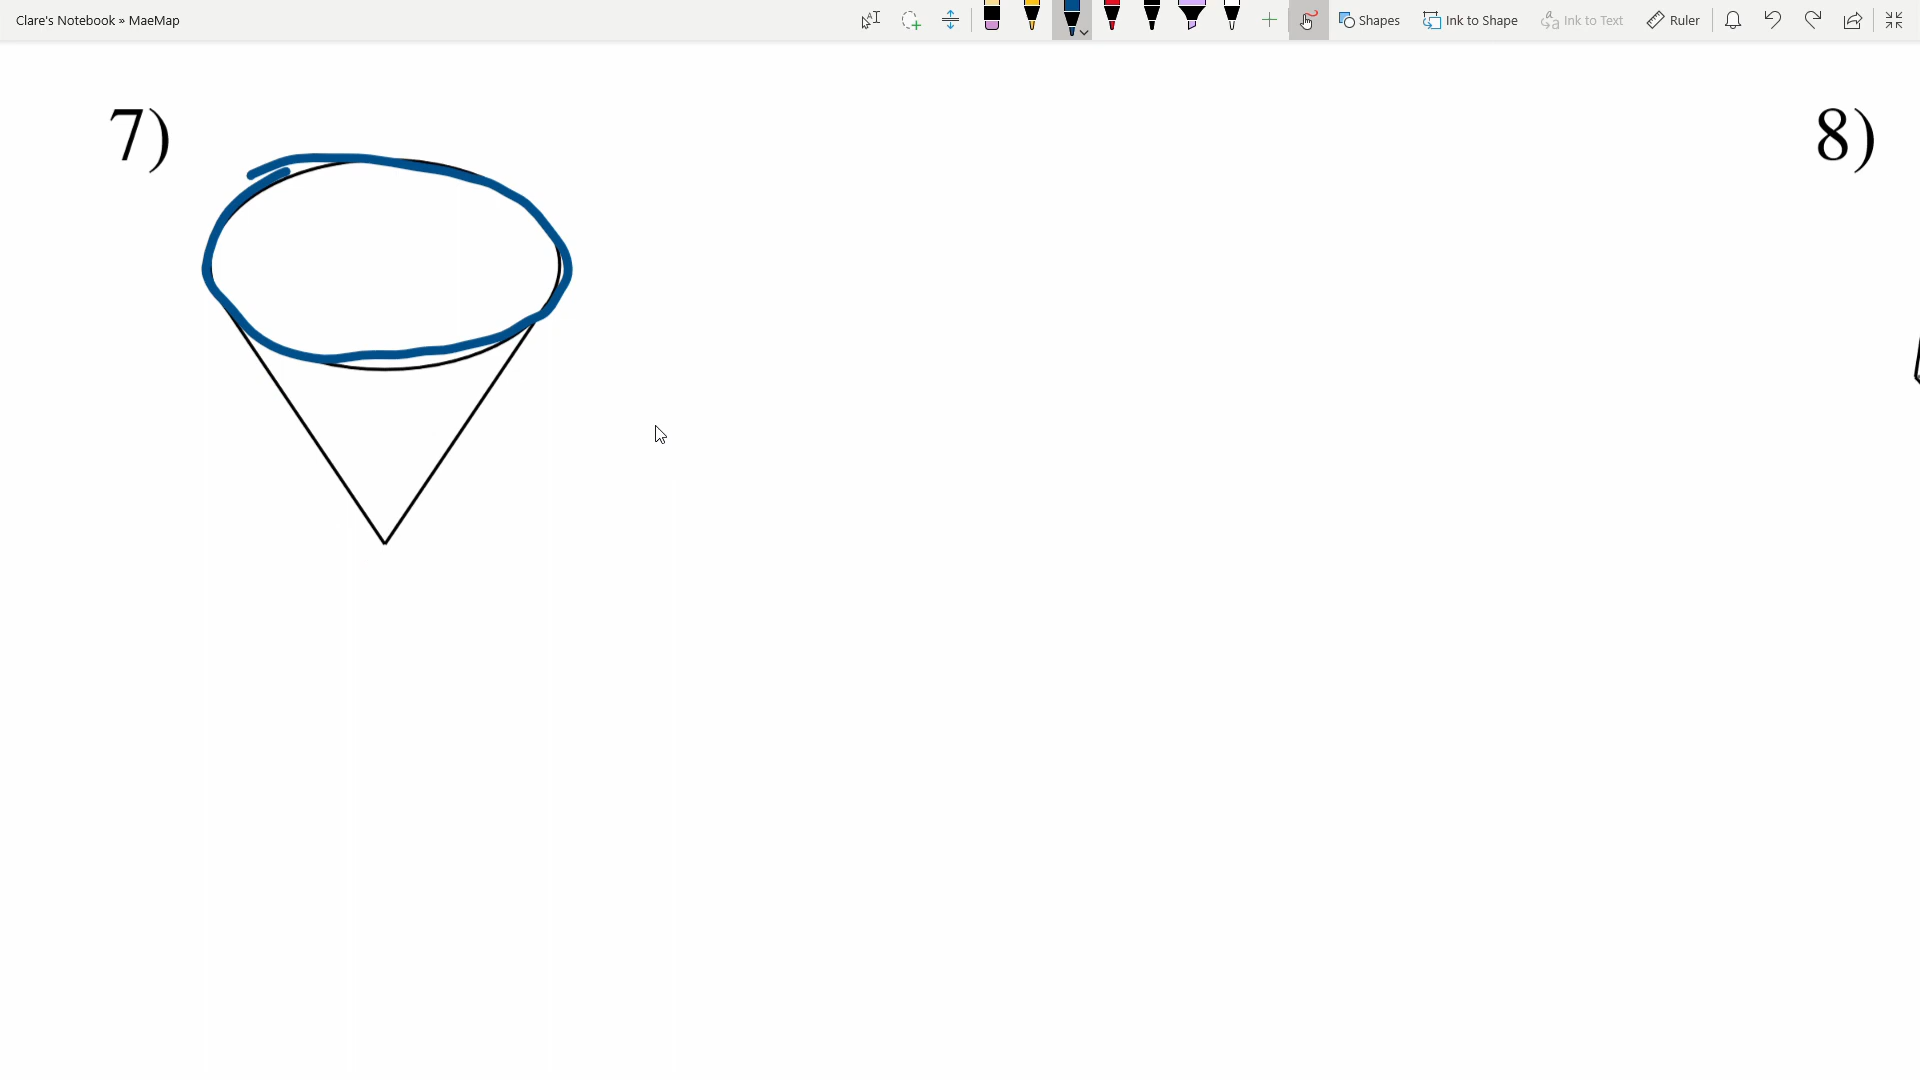 Clare's Notebook » MaeMap
Shapes
Ink to Shape
Ink to Text
Ruler
7)
8)